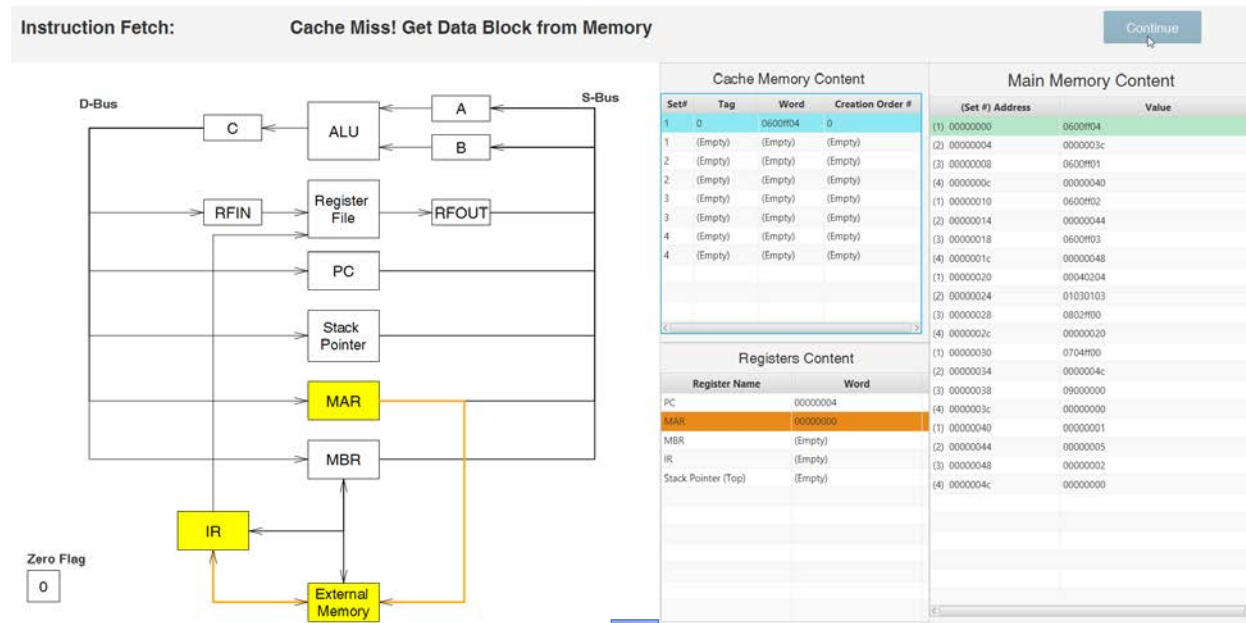 Instruction Fetch: Cache Miss! Get Data Block from Memory Continue
D-Bus
S-Bus
A
C
ALU
B
RFIN
Register
File
RFOUT
PC
Stack
Pointer
MAR
MBR
IR
Zero Flag
0
External
Memory
Cache Memory Content
Set# Tag Word Creation Order #
1 0 0600ff04 0
1 (Empty) (Empty) (Empty)
2 (Empty) (Empty) (Empty)
2 (Empty) (Empty) (Empty)
3 (Empty) (Empty) (Empty)
3 (Empty) (Empty) (Empty)
4 (Empty) (Empty) (Empty)
4 (Empty) (Empty) (Empty)
Registers Content
Register Name Word
PC 00000004
MAR 00000000
MBR (Empty)
IR (Empty)
Stack Pointer (Top) (Empty)
Main Memory Content
(Set #) Address Value
(1) 00000000 0600ff04
(2) 00000004 0000003c
(3) 00000008 0600ff01
(4) 0000000c 00000040
(1) 00000010 0600ff02
(2) 00000014 00000044
(3) 00000018 0600ff03
(4) 0000001c 00000048
(1) 00000020 00040204
(2) 00000024 01030103
(3) 00000028 0802ff00
(4) 0000002c 00000020
(1) 00000030 0704ff00
(2) 00000034 0000004c
(3) 00000038 09000000
(4) 0000003c 00000000
(1) 00000040 00000001
(2) 00000044 00000005
(3) 00000048 00000002
(4) 0000004c 00000000